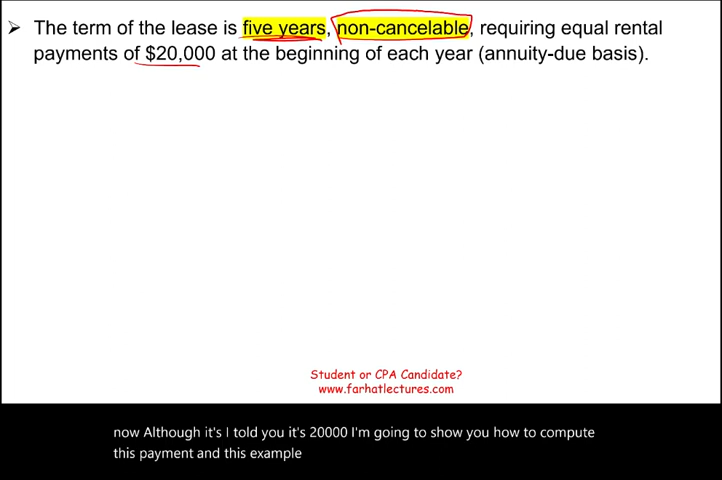 ➢ The term of the lease is five years, non-cancelable, requiring equal rental
payments of $20,000 at the beginning of each year (annuity-due basis).
Student or CPA Candidate?
www.farhatlectures.com
now Although it's I told you it's 20000 I'm going to show you how to compute
this payment and this example